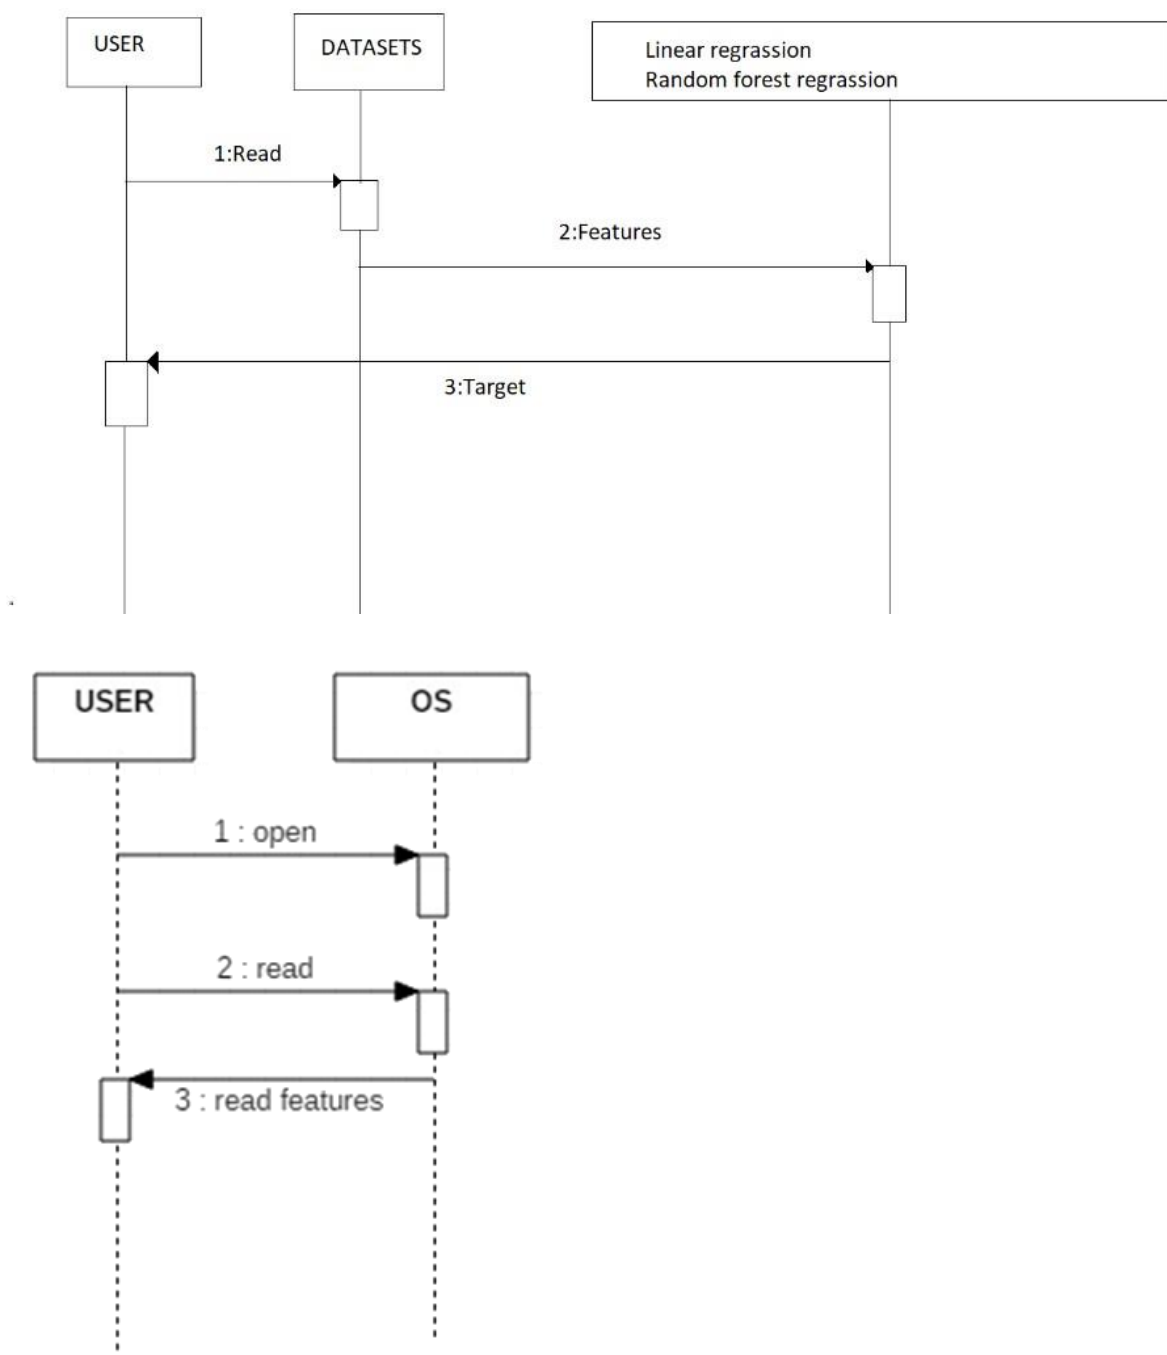 USER
DATASETS
Linear regrassion
Random forest regrassion
1:Read
2:Features
3:Target
USER
OS
1 : open
2 : read
3 : read features